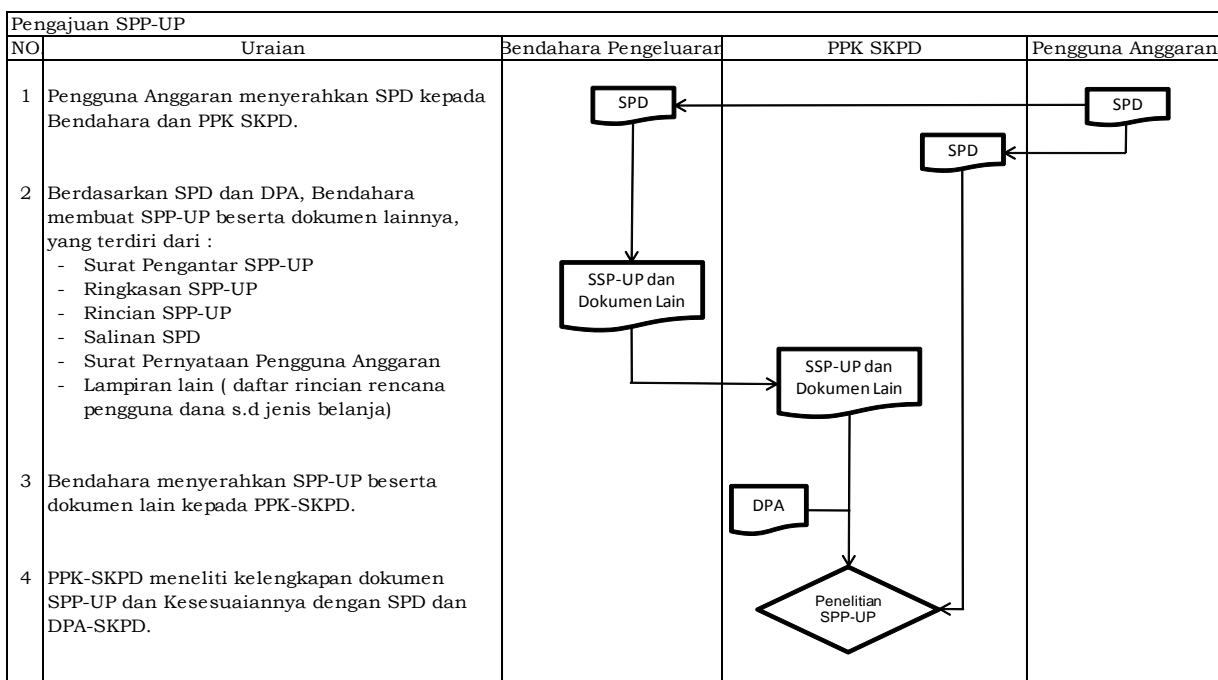 Pengajuan SPP-UP
NO Uraian Bendahara Pengeluaran PPK SKPD Pengguna Anggaran
1 Pengguna Anggaran menyerahkan SPD kepada
Bendahara dan PPK SKPD.
SPD
SPD
SPD
2 Berdasarkan SPD dan DPA, Bendahara
membuat SPP-UP beserta dokumen lainnya,
yang terdiri dari :
- Surat Pengantar SPP-UP
- Ringkasan SPP-UP
- Rincian SPP-UP
- Salinan SPD
- Surat Pernyataan Pengguna Anggaran
- Lampiran lain ( daftar rincian rencana
pengguna dana s.d jenis belanja)
SSP-UP dan
Dokumen Lain
SSP-UP dan
Dokumen Lain
3 Bendahara menyerahkan SPP-UP beserta
dokumen lain kepada PPK-SKPD.
DPA
4 PPK-SKPD meneliti kelengkapan dokumen
SPP-UP dan Kesesuaiannya dengan SPD dan
DPA-SKPD.
Penelitian
SPP-UP